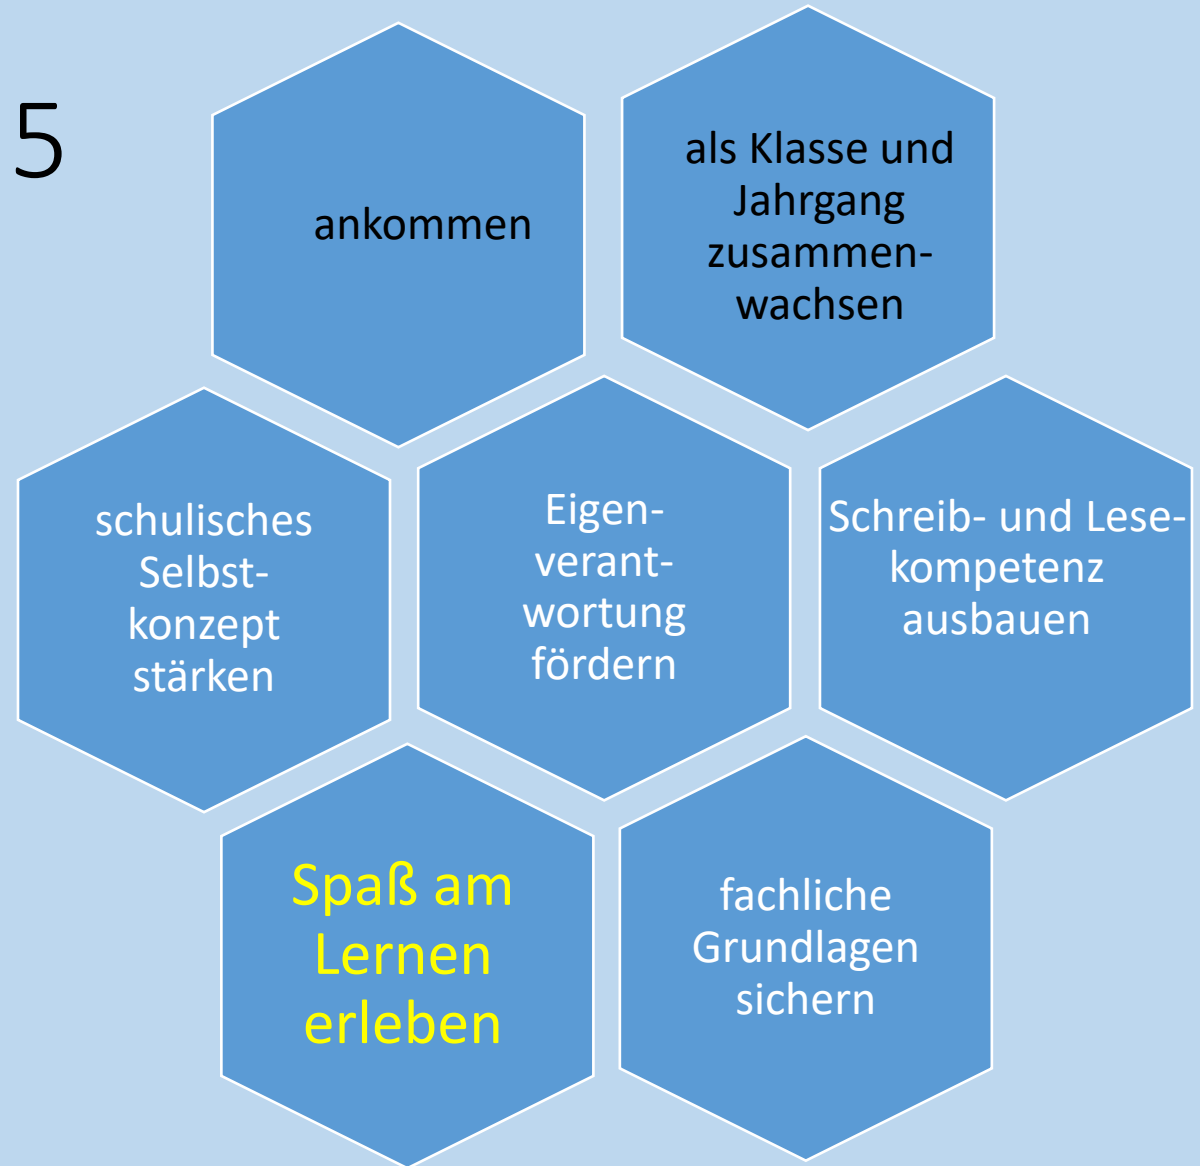 5
ankommen
als Klasse und
Jahrgang
zusammen-
wachsen
schulisches
Selbst-
konzept
stärken
Eigen-
verant-
wortung
fördern
Schreib- und Lese-
kompetenz
ausbauen
Spaß am
Lernen
erleben
fachliche
Grundlagen
sichern